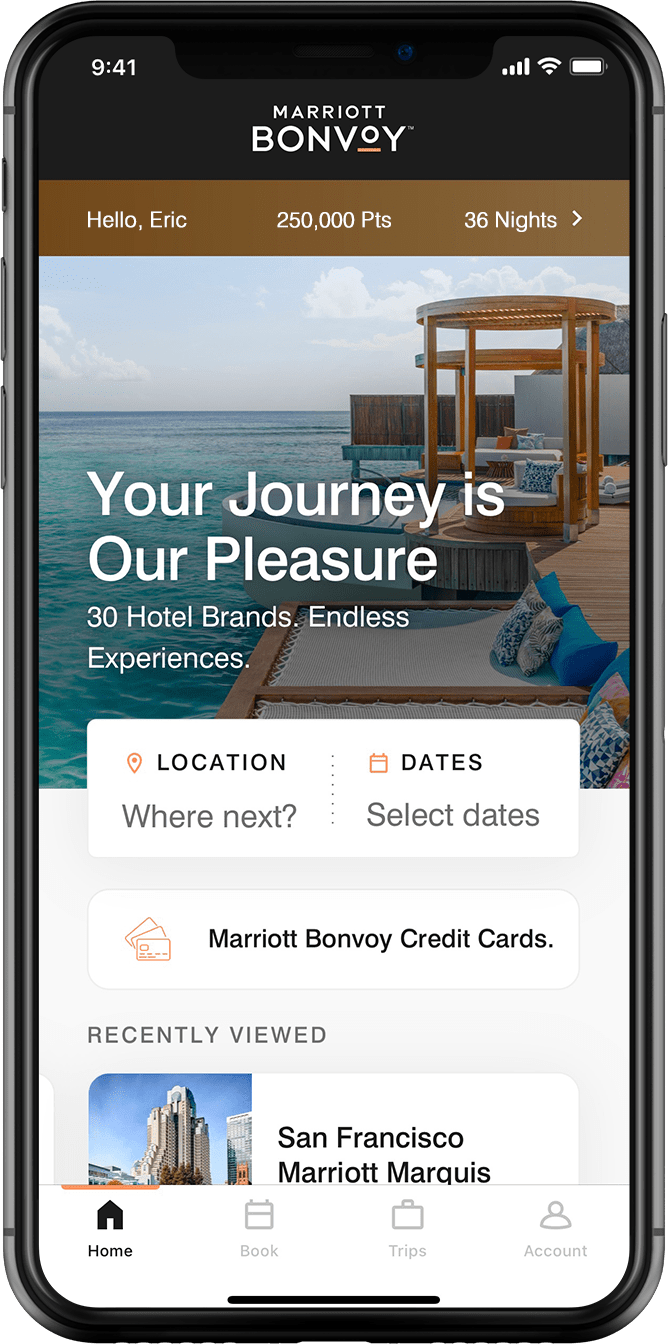 9:41
MARRIOTT
BONVOY™
Hello, Eric 250,000 Pts 36 Nights
Your Journey is
Our Pleasure
30 Hotel Brands. Endless
Experiences.
LOCATION DATES
Where next? Select dates
Marriott Bonvoy Credit Cards.
RECENTLY VIEWED
San Francisco
Marriott Marquis
Home Book Trips Account